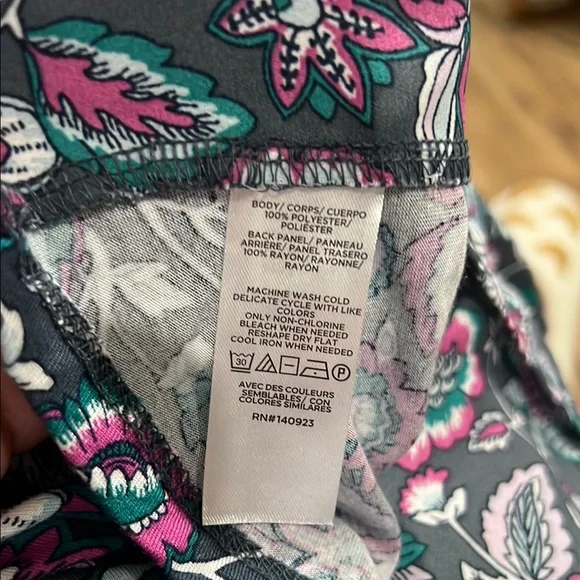 BODY/ CORPS/ CUERPO
100% POLYESTER/
POLIÉSTER
BACK PANEL/ PANNEAU
ARRIÈRE/ PANEL TRASERO
100% RAYON/RAYONNE/
RAYON
MACHINE WASH COLD
DELICATE CYCLE WITH LIKE
COLORS
ONLY NON-CHLORINE
BLEACH WHEN NEEDED
RESHAPE DRY FLAT
COOL IRON WHEN NEEDED
30 P
AVEC DES COULEURS
SEMBLABLES/ CON
COLORES SIMILARES
RN#140923